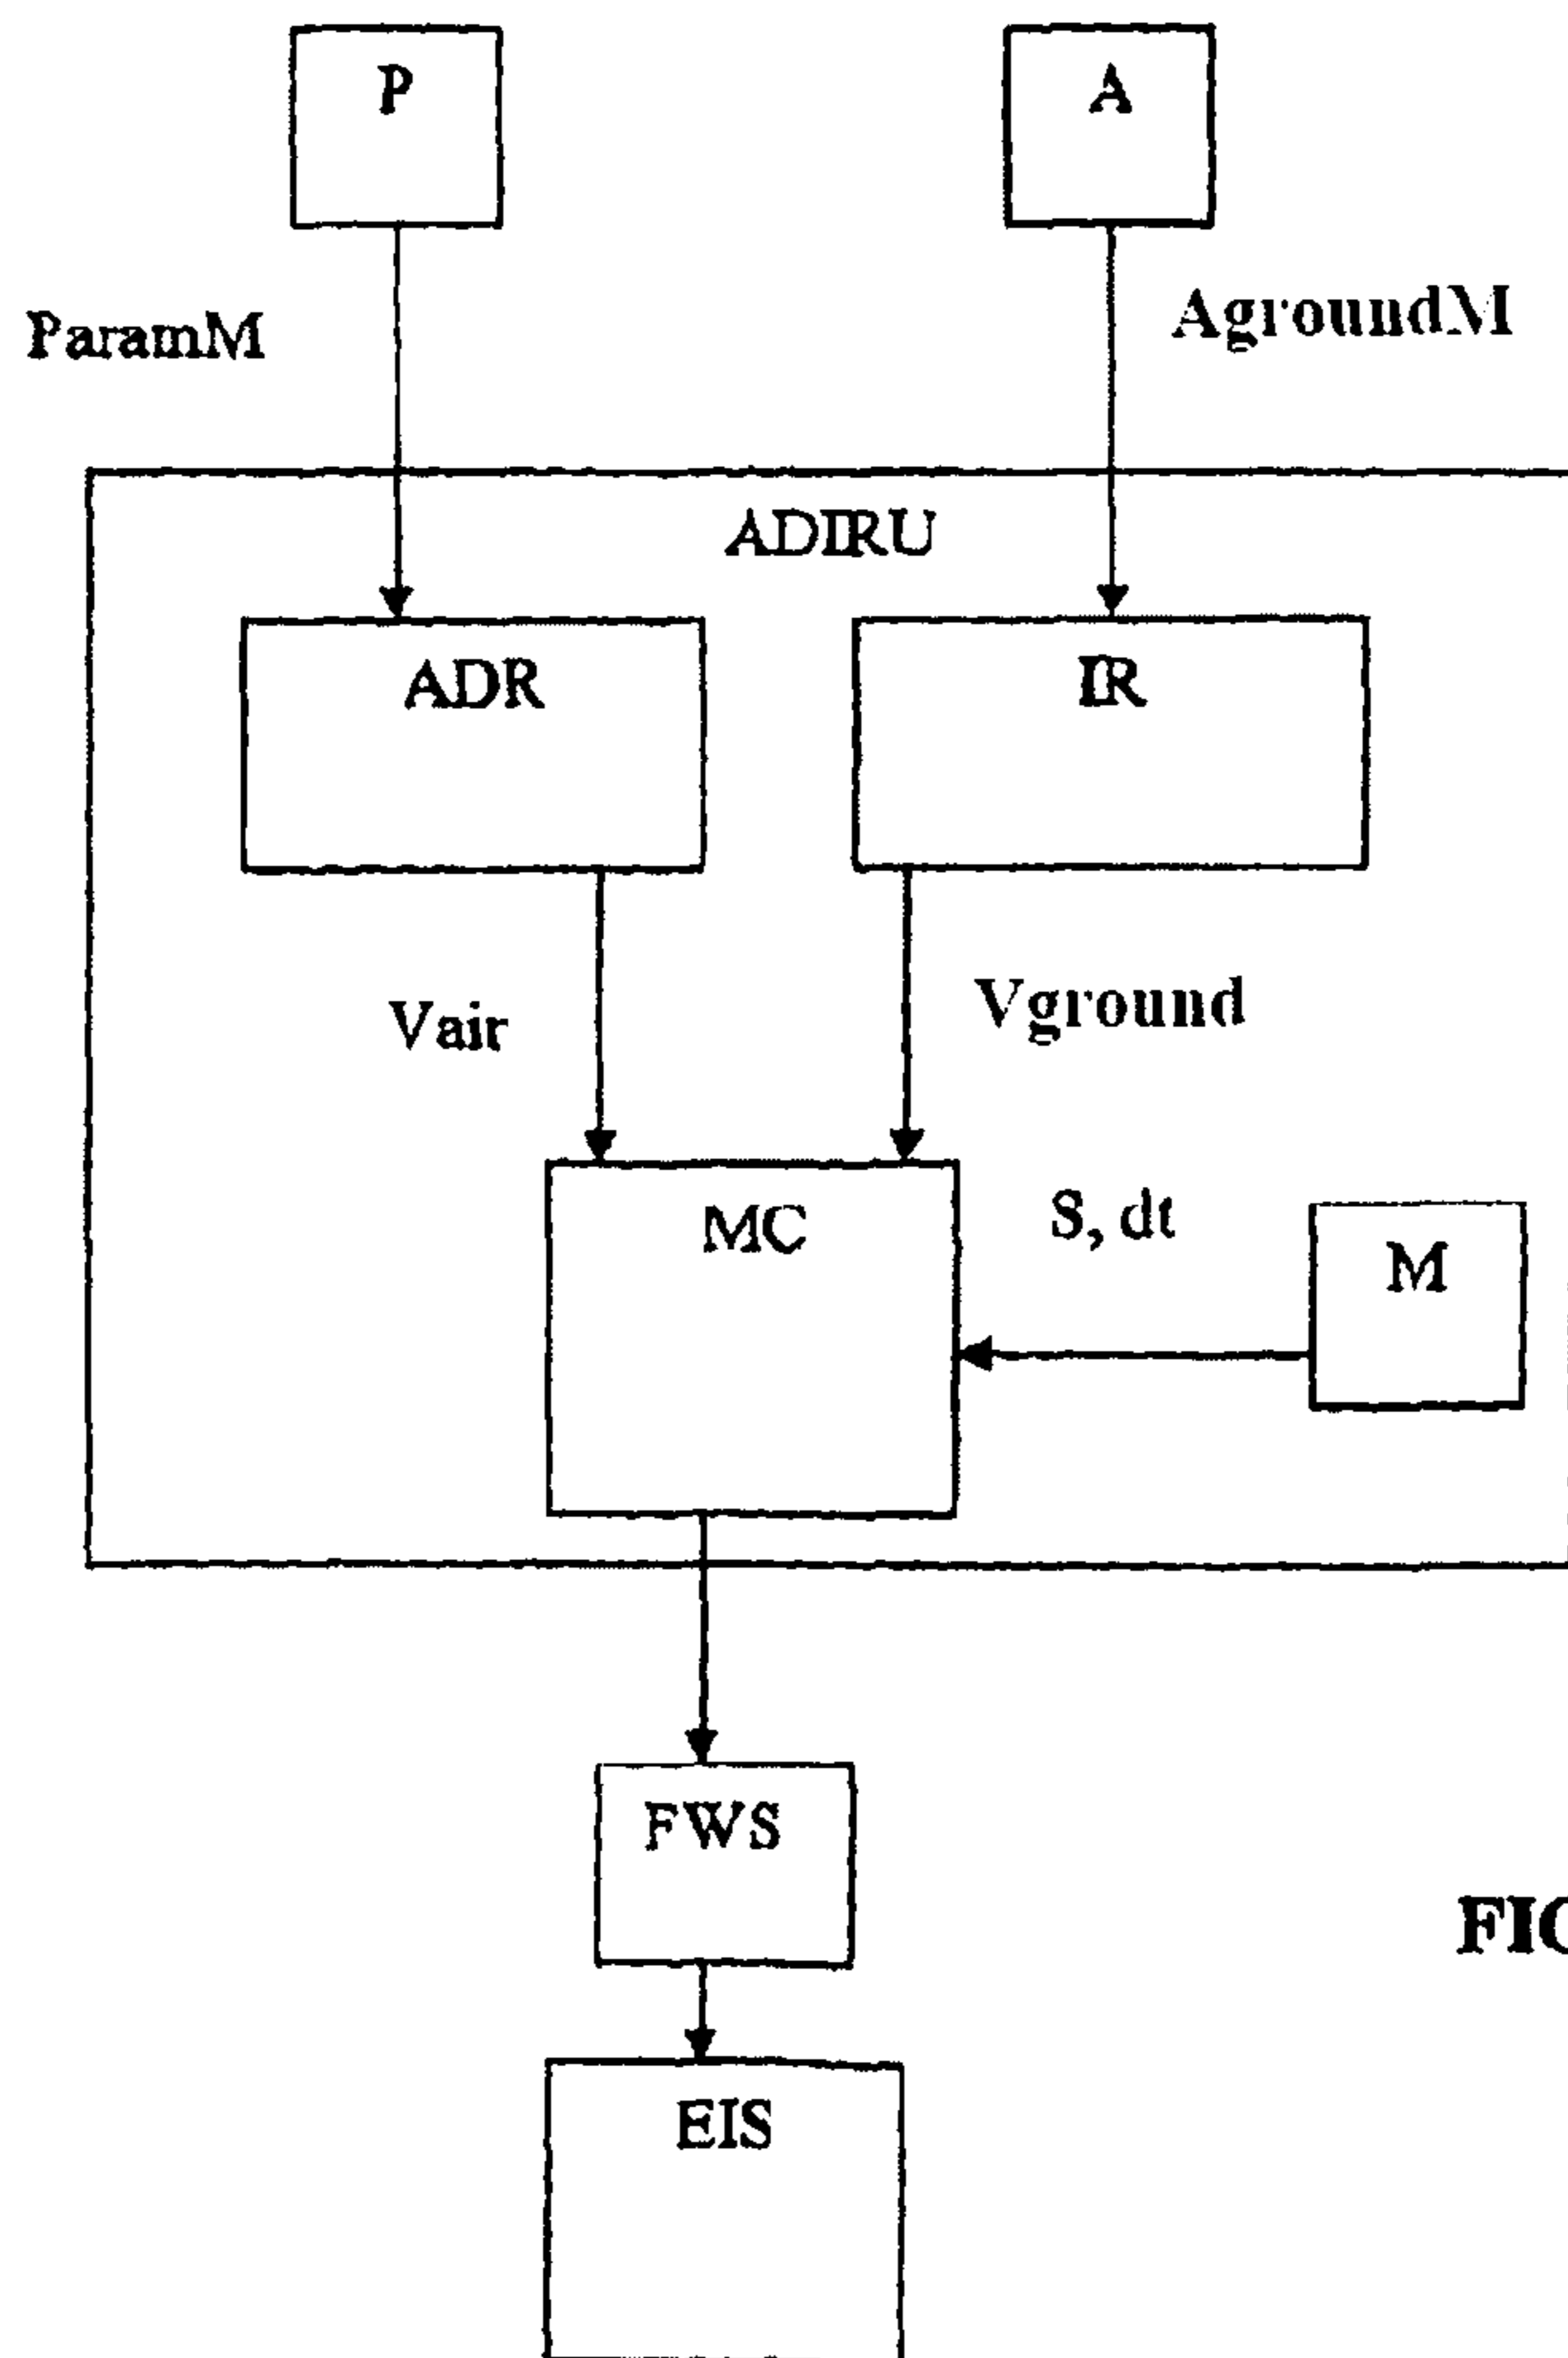 P
A
ParamM
AgroundM
ADIRU
ADR
IR
Vair
Vground
MC
S, dt
M
FWS
EIS